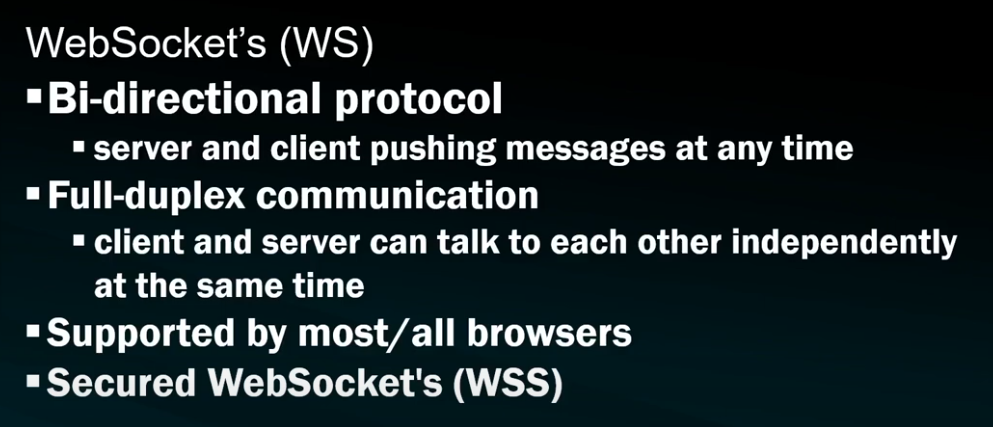 WebSocket’s (WS)
▪Bi-directional protocol
▪ server and client pushing messages at any time
▪Full-duplex communication
▪ client and server can talk to each other independently
at the same time
▪Supported by most/all browsers
▪Secured WebSocket's (WSS)